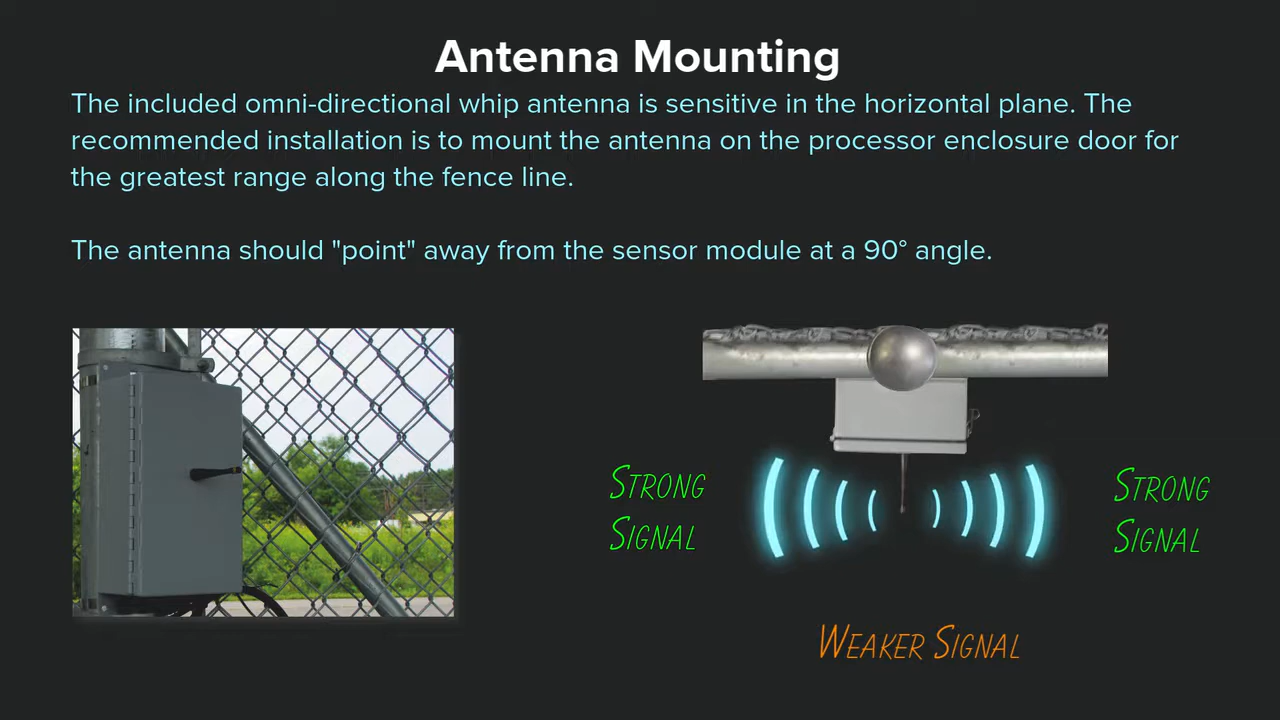 Antenna Mounting
The included omni-directional whip antenna is sensitive in the horizontal plane. The
recommended installation is to mount the antenna on the processor enclosure door for
the greatest range along the fence line.
The antenna should "point" away from the sensor module at a 90° angle.
Strong
Signal
Strong
Signal
Weaker Signal